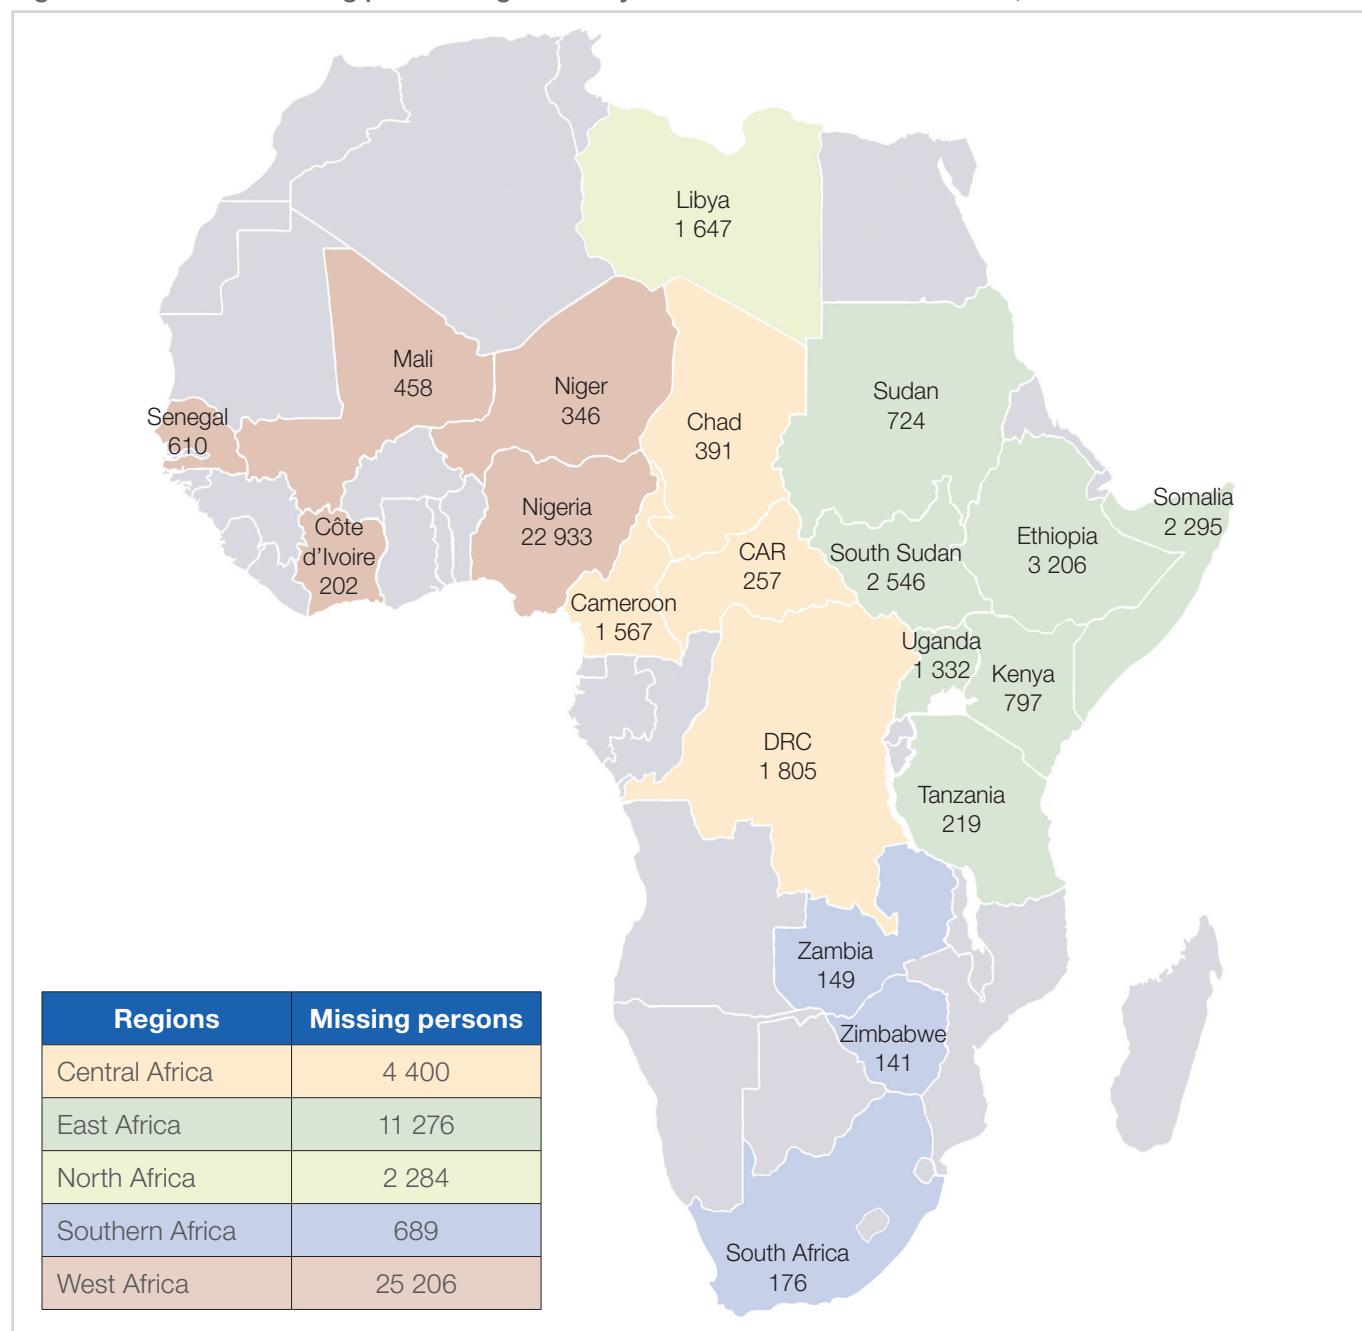 Libya
1 647
Mali
458
Niger
346
Senegal
610
Chad
391
Sudan
724
Nigeria
22 933
Côte
d'Ivoire
202
CAR
257
South Sudan
2 546
Ethiopia
3 206
Somalia
2 295
Cameroon
1 567
Uganda
1 332
Kenya
797
DRC
1 805
Tanzania
219
Zambia
149
Zimbabwe
141
South Africa
176
Regions Missing persons
Central Africa 4 400
East Africa 11 276
North Africa 2 284
Southern Africa 689
West Africa 25 206